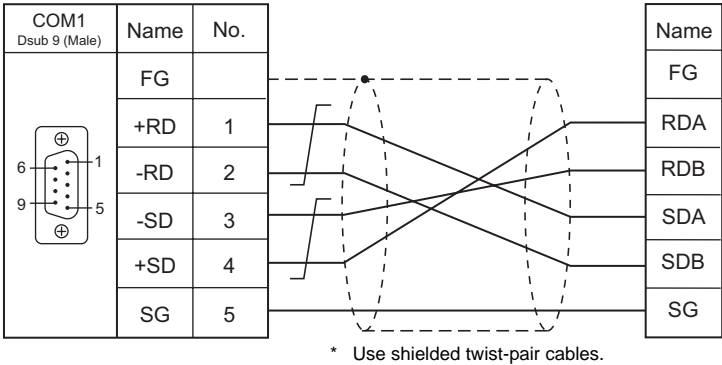 COM1
Dsub 9 (Male)
Name No.
Name
FG
FG
+RD 1
RDA
-RD 2
RDB
-SD 3
SDA
+SD 4
SDB
SG 5
SG
6
1
9
5
* Use shielded twist-pair cables.